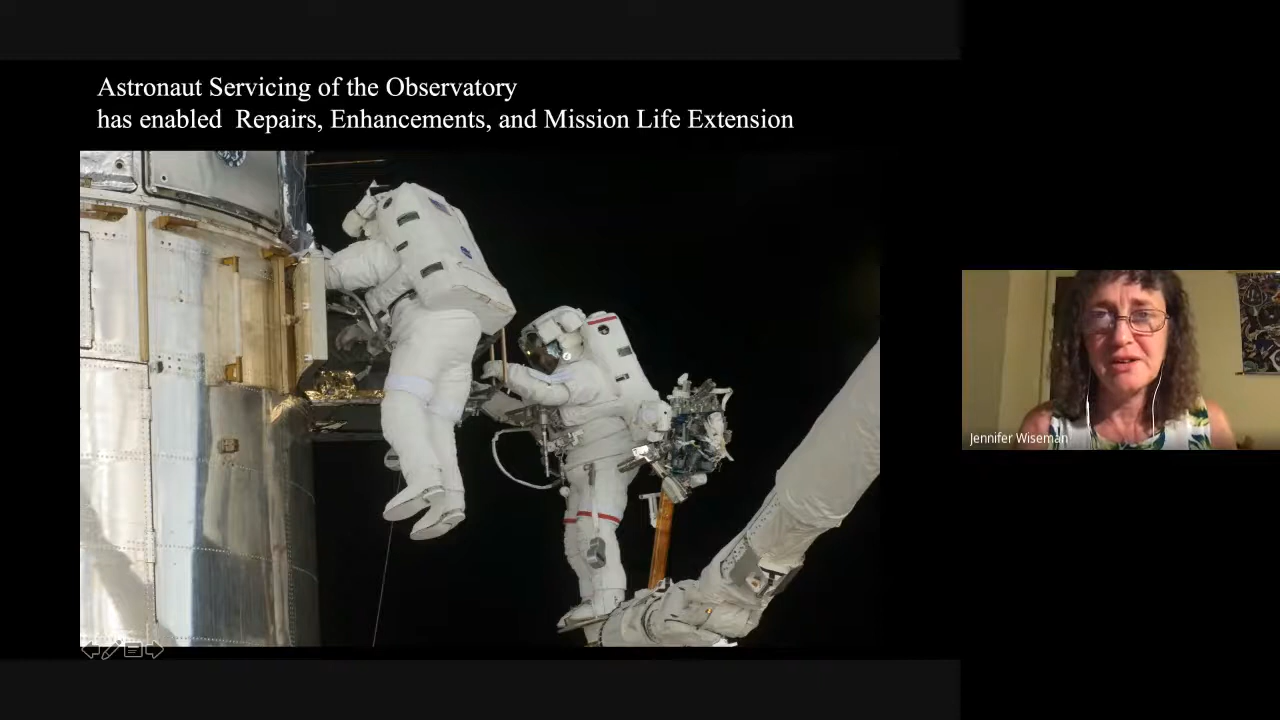 Astronaut Servicing of the Observatory
has enabled  Repairs, Enhancements, and Mission Life Extension
Jennifer Wiseman